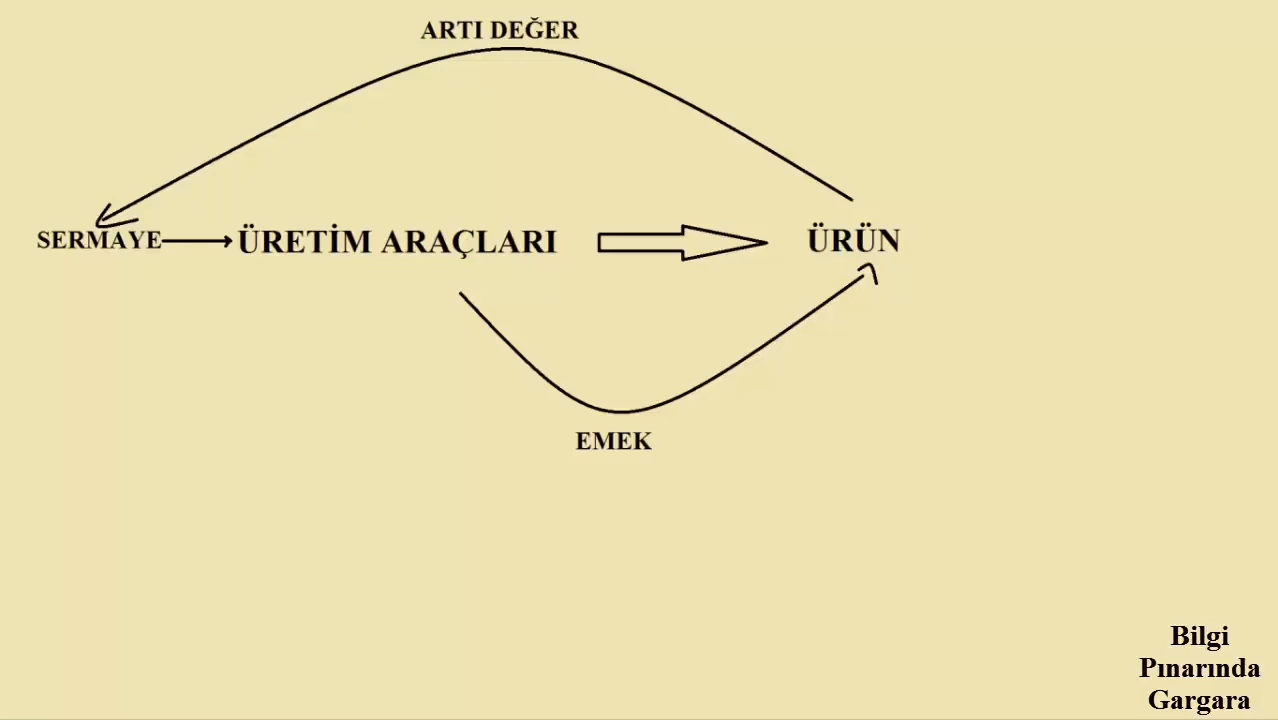 ARTI DEĞER
SERMAYE ÜRETİM ARAÇLARI ÜRÜN
EMEK
Bilgi
Pınarında
Gargara